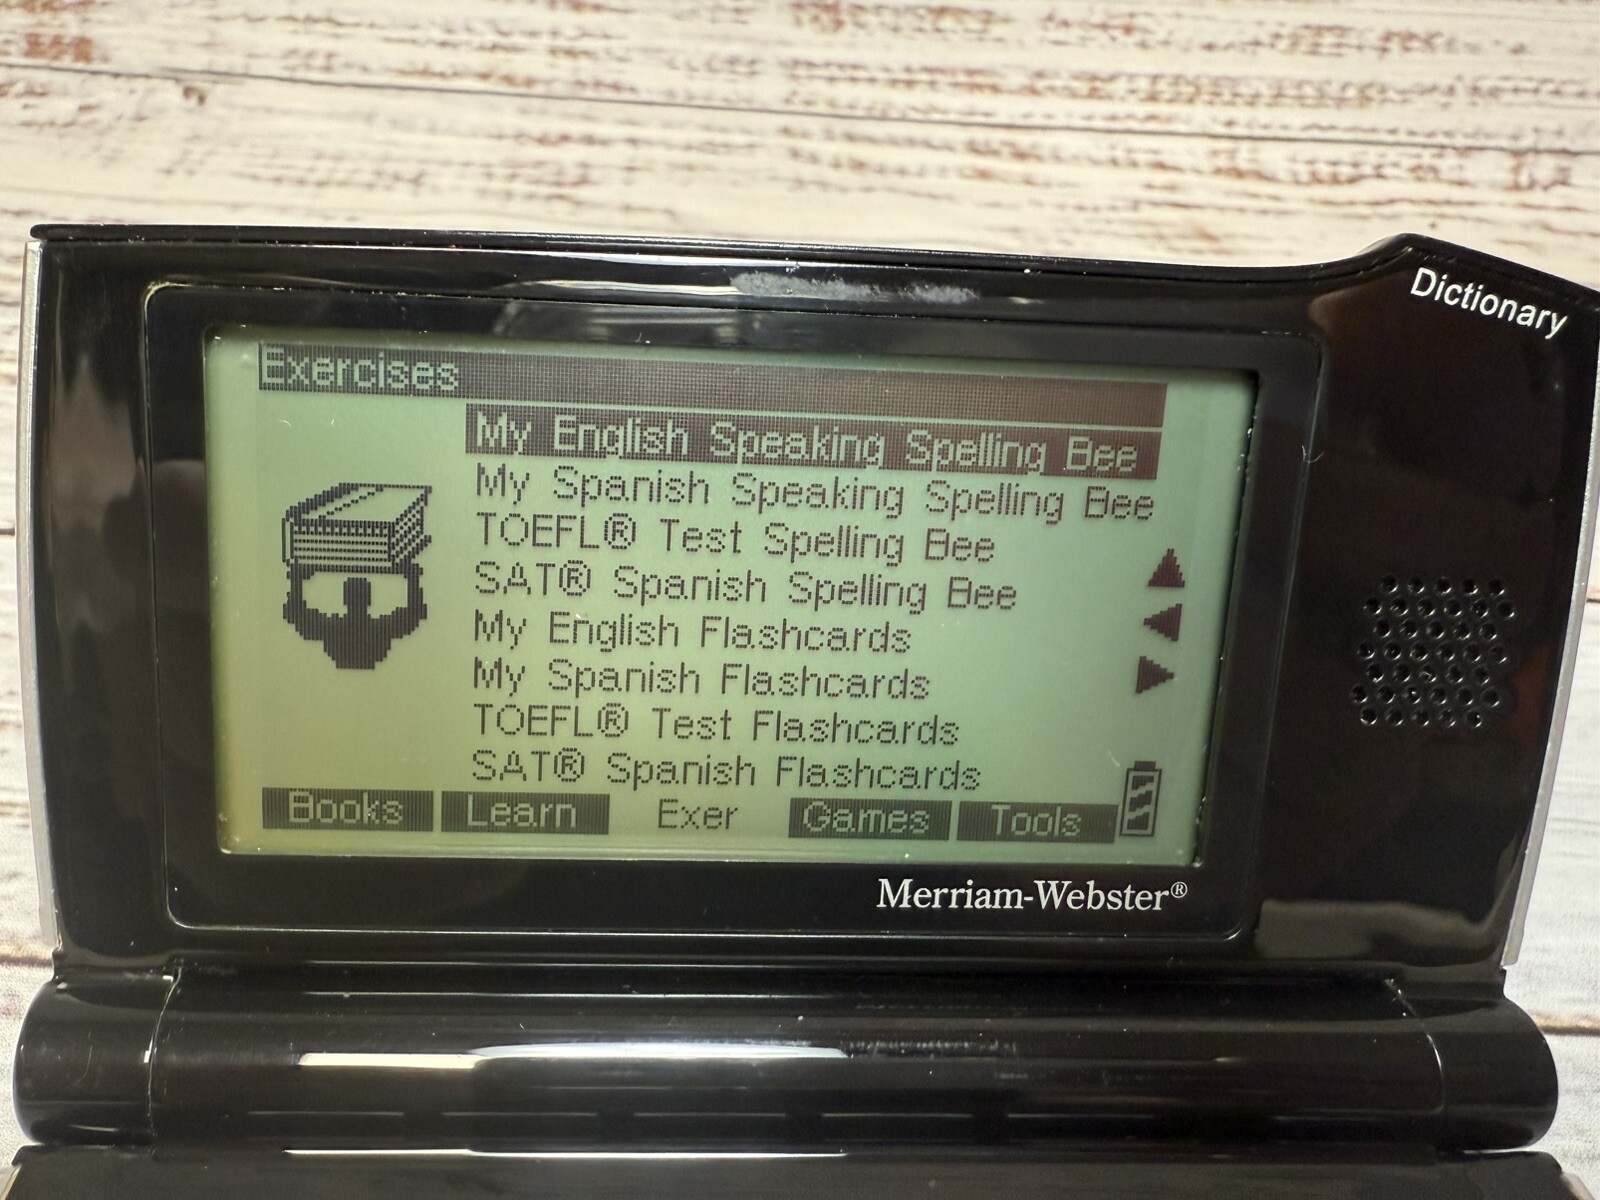 Dictionary
Exercises
My English Speaking Spelling Bee
My Spanish Speaking Spelling Bee
TOEFL® Test Spelling Bee
SAT® Spanish Spelling Bee
My English Flashcards
My Spanish Flashcards
TOEFL® Test Flashcards
SAT® Spanish Flashcards
Books Learn Exer Games Tools
Merriam-Webster®